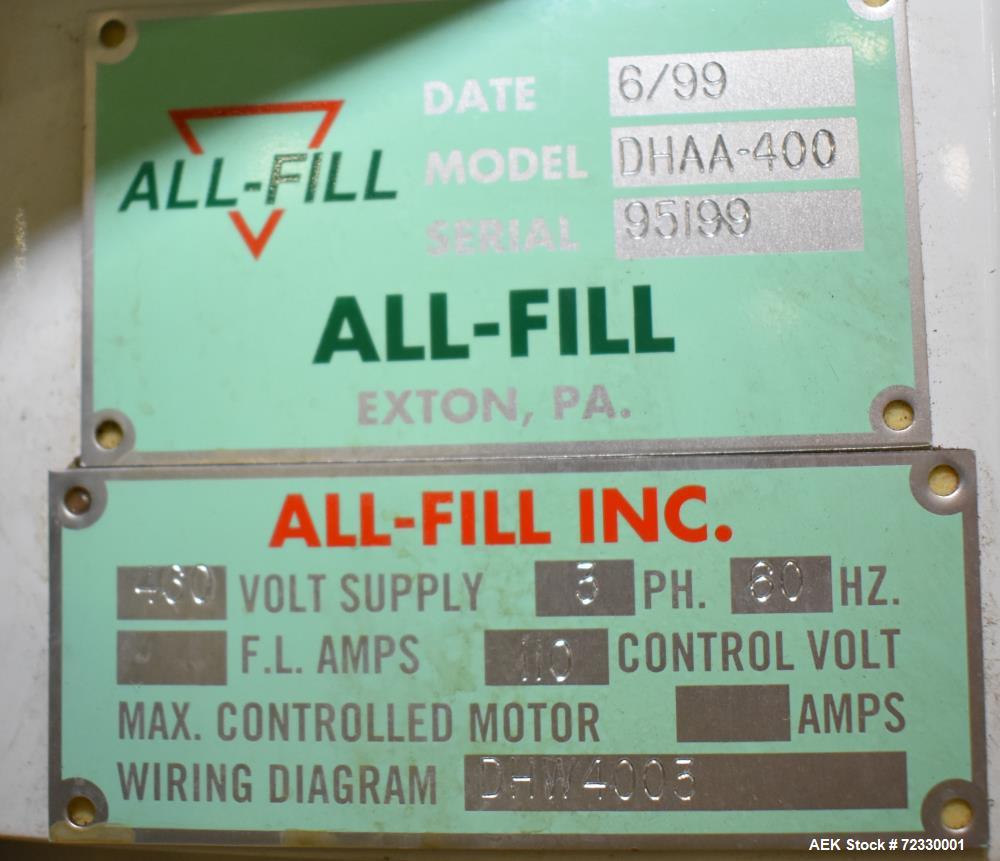 DATE 6/99
ALL-FILL
MODEL DHAA-400
SERIAL 95199
ALL-FILL
EXTON, PA.
ALL-FILL INC.
460 VOLT SUPPLY 3 PH. 60 HZ.
F.L. AMPS 110 CONTROL VOLT
MAX. CONTROLLED MOTOR AMPS
WIRING DIAGRAM DHW4003
AEK Stock # 72330001